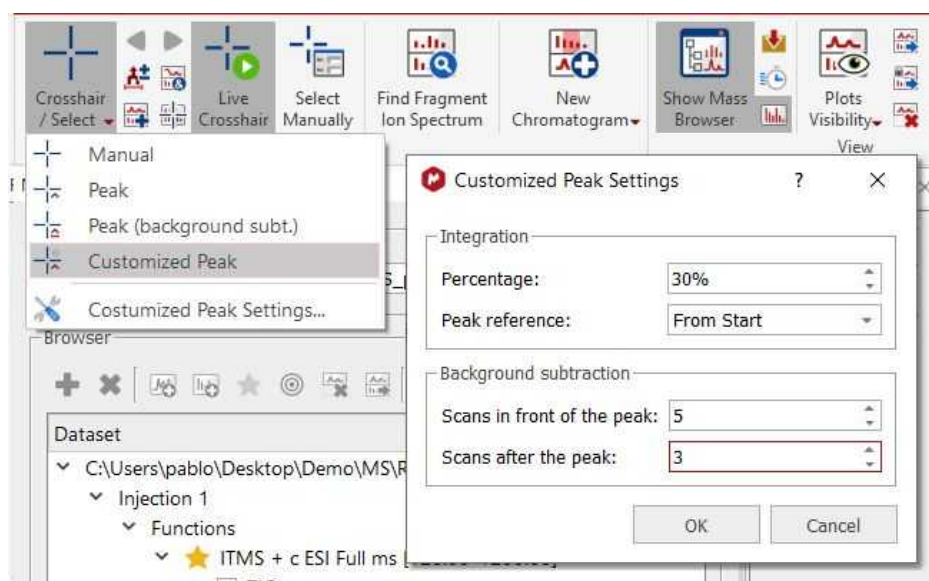 Crosshair
/ Select
Live
Crosshair
Select
Manually
Find Fragment
Ion Spectrum
New
Chromatogram
Show Mass
Browser
Plots
Visibility
View
Manual
Peak
Peak (background subt.)
Customized Peak
Costumized Peak Settings...
Customized Peak Settings
?
Integration
Percentage:
30%
Peak reference:
From Start
Background subtraction
Scans in front of the peak:
5
Scans after the peak:
3
OK
Cancel
Browser
Dataset
C:\Users\pablo\Desktop\Demo\MS\
Injection 1
Functions
ITMS + c ESI Full ms